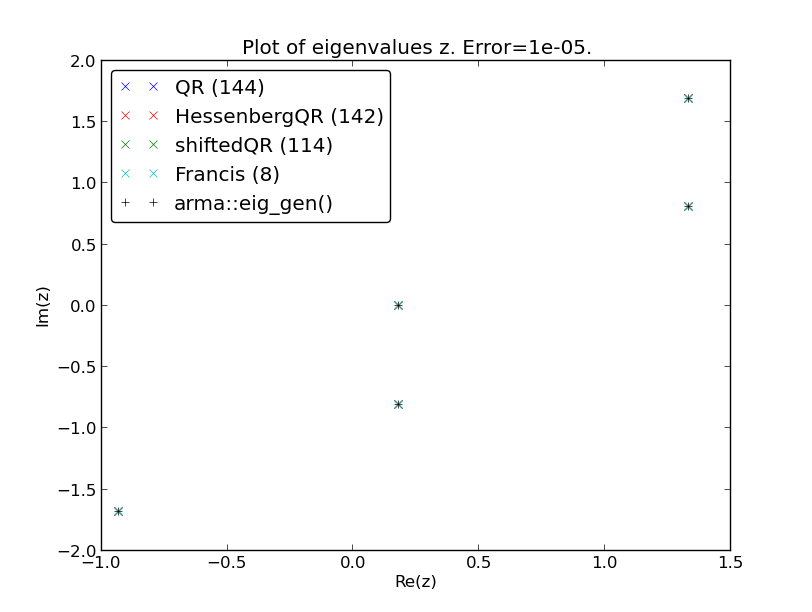 Plot of eigenvalues z. Error=1e-05.
2.0
1.5
1.0
0.5
0.0
−0.5
−1.0
−1.5
−2.0
Im(z)
QR (144)
HessenbergQR (142)
shiftedQR (114)
Francis (8)
arma::eig_gen()
−1.0 −0.5 0.0 0.5 1.0 1.5
Re(z)